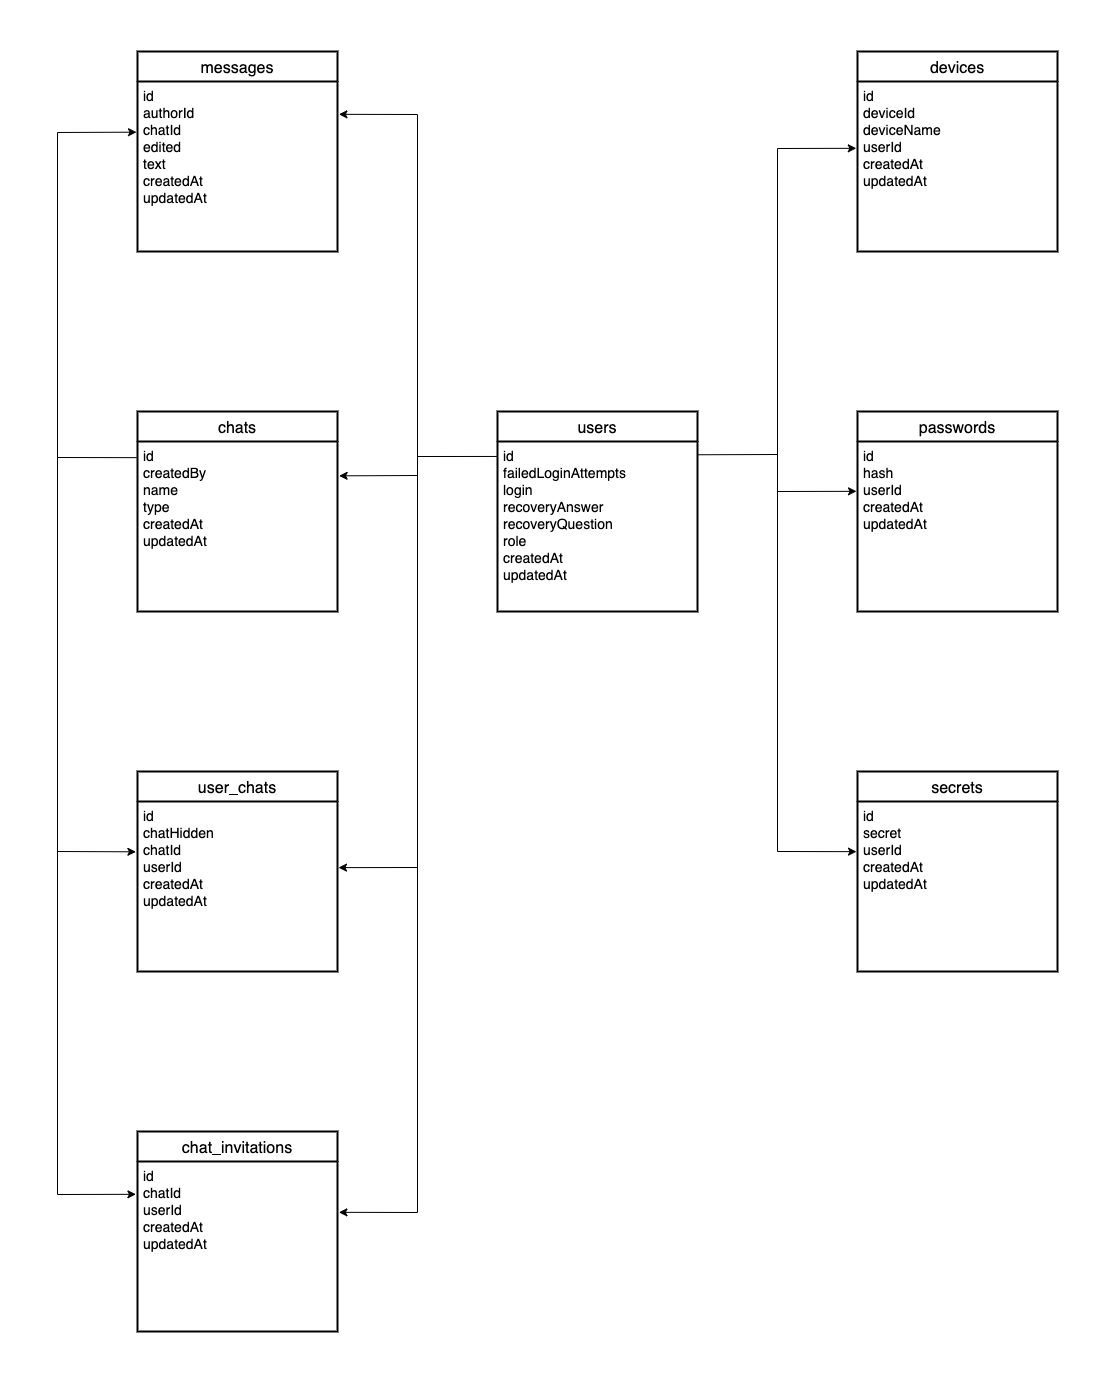 messages
id
authorId
chatId
edited
text
createdAt
updatedAt
devices
id
deviceId
deviceName
userId
createdAt
updatedAt
chats
id
createdBy
name
type
createdAt
updatedAt
users
id
failedLoginAttempts
login
recoveryAnswer
recoveryQuestion
role
createdAt
updatedAt
passwords
id
hash
userId
createdAt
updatedAt
user_chats
id
chatHidden
chatId
userId
createdAt
updatedAt
secrets
id
secret
userId
createdAt
updatedAt
chat_invitations
id
chatId
userId
createdAt
updatedAt